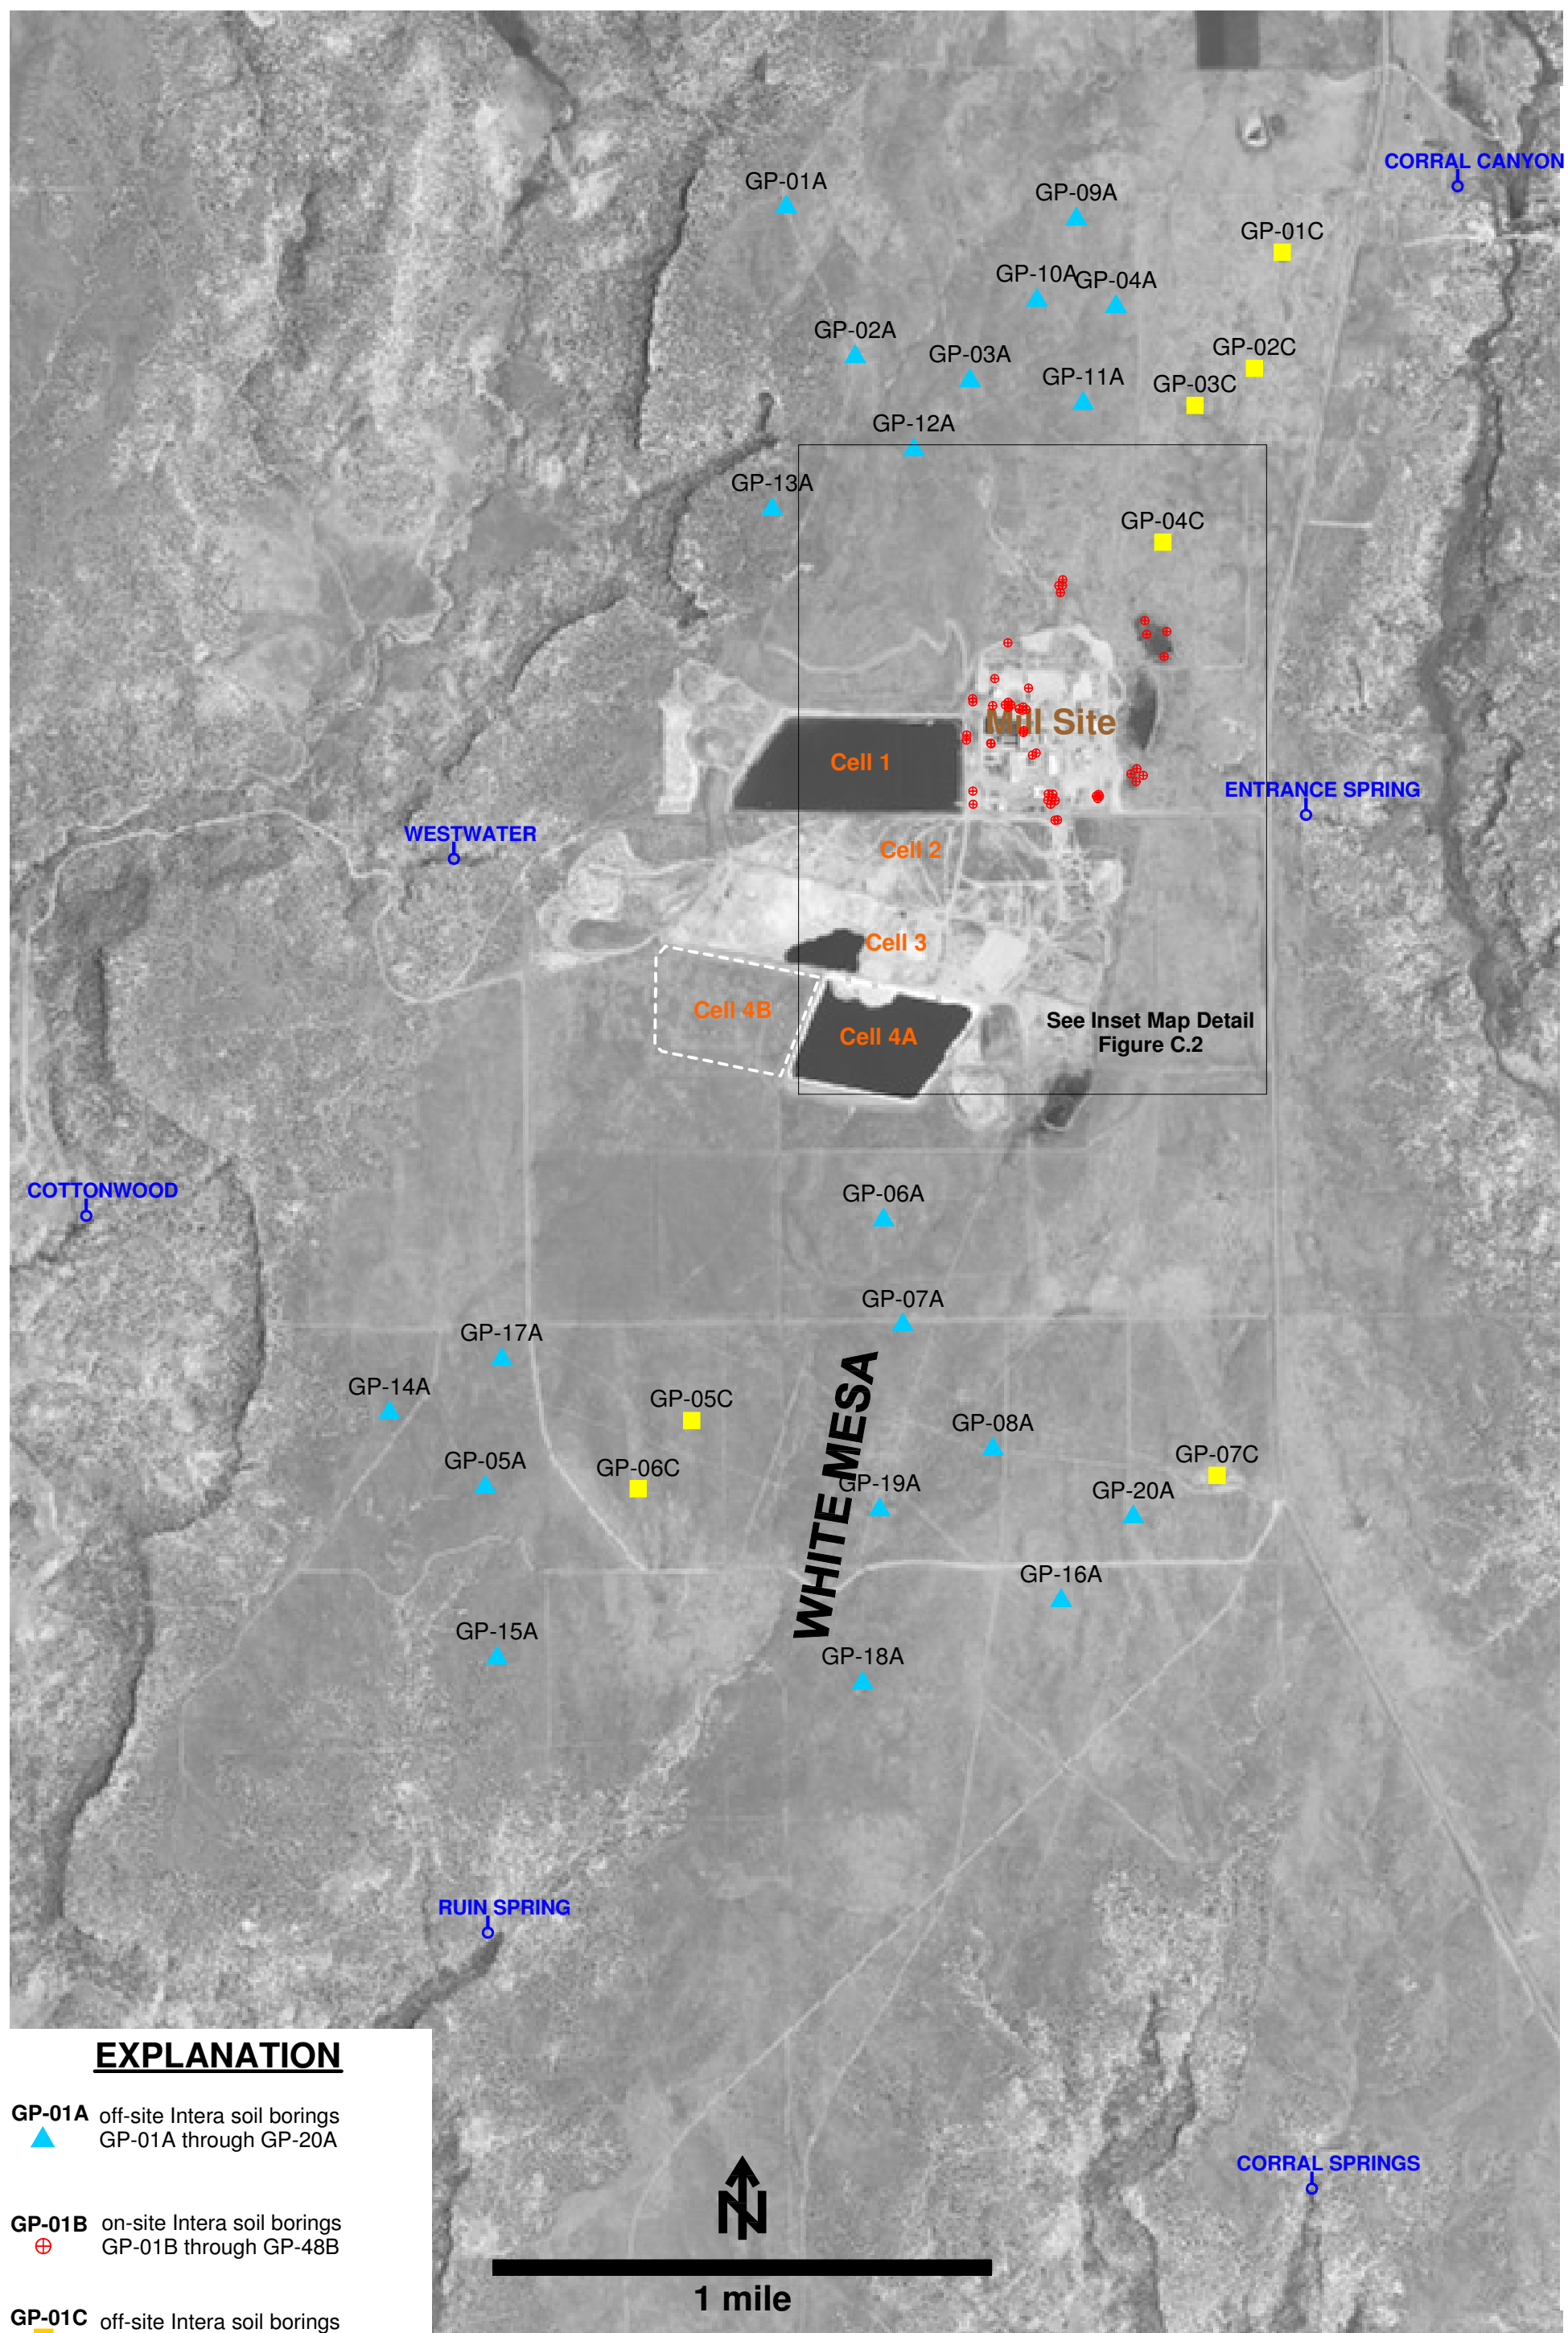 CORRAL CANYON
GP-01A
GP-09A
GP-01C
GP-10A
GP-04A
GP-02A
GP-03A
GP-02C
GP-11A
GP-03C
GP-12A
GP-13A
GP-04C
Mill Site
Cell 1
ENTRANCE SPRING
WESTWATER
Cell 2
Cell 3
Cell 4B
Cell 4A
See Inset Map Detail
Figure C.2
COTTONWOOD
GP-06A
GP-07A
GP-17A
GP-14A
GP-05C
GP-08A
GP-05A
GP-06C
GP-07C
GP-19A
GP-20A
WHITE MESA
GP-16A
GP-15A
GP-18A
RUIN SPRING
EXPLANATION
GP-01A off-site Intera soil borings
GP-01A through GP-20A
GP-01B on-site Intera soil borings
GP-01B through GP-48B
GP-01C off-site Intera soil borings
CORRAL SPRINGS
N
1 mile